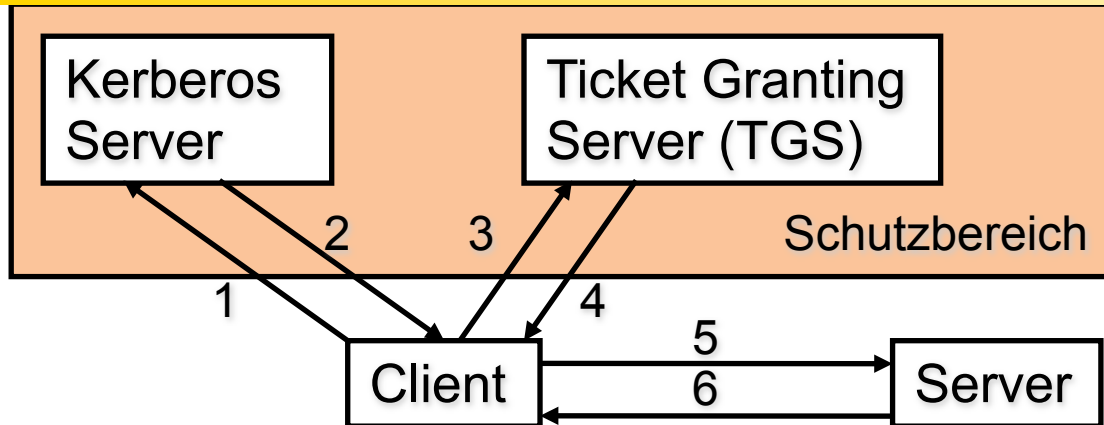 Kerberos
Server
Ticket Granting
Server (TGS)
2
3
Schutzbereich
1
4
5
Client
6
Server